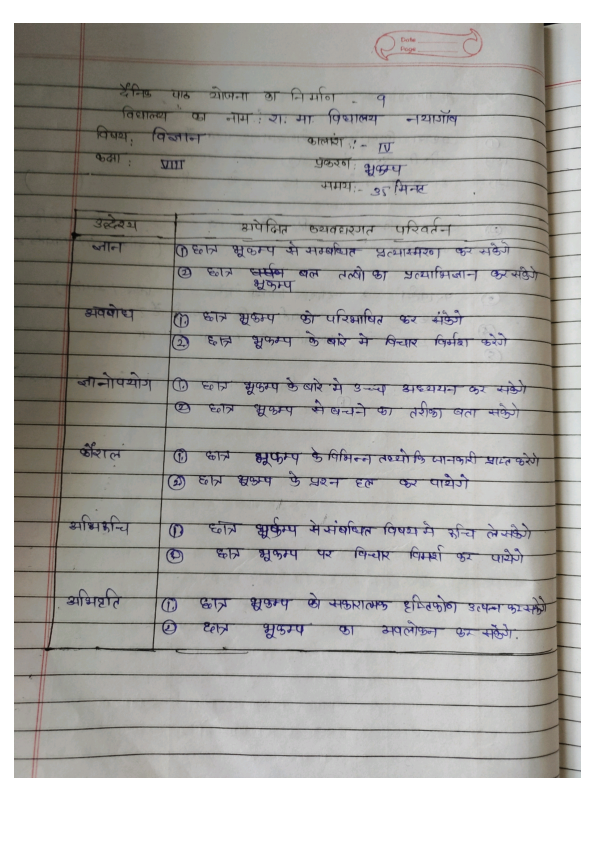 Date
Page
दैनिक पाठ योजना का निर्माण - 9
विद्यालय का नाम : रा. मा विद्यालय नयागाँव
विषय: विज्ञान कालांश :- IV
कक्षा : VIII प्रकरण: भूकम्प
समय:- 35 मिनट
उद्देश्य अपेक्षित व्यवहारगत परिवर्तन
ज्ञान ① छात्र भूकम्प से सम्बंधित प्रत्यास्मरण कर सकेंगे
② छात्र बल तत्वो का प्रत्याभिज्ञान कर सकेंगे
भूकम्प
अवबोध ①. छात्र भूकम्प को परिभाषित कर सकेंगे
②. छात्र भूकम्प के बारे मे विचार विर्मश करेंगे
ज्ञानोपयोग ①. छात्र भूकम्प के बारे मे उच्च अध्ययन कर सकेंगे
② छात्र भूकम्प से बचने का तरीका बता सकेंगे
कौशल ①. छात्र भूकम्प के विभिन्न तथ्यो कि जानकारी प्राप्त करेंगे
② छात्र भूकम्प के प्रश्न हल कर पायेगे
अभिरूचि ①. छात्र भूकम्प से संबंधित विषय मे रूचि ले सकेंगे
② छात्र भूकम्प पर विचार विमर्श कर पायेगे
अभिवृति ①. छात्र भूकम्प को सकारात्मक दृष्टिकोण उत्पन्न कर सकेंगे
② छात्र भूकम्प का अवलोकन कर सकेंगे.